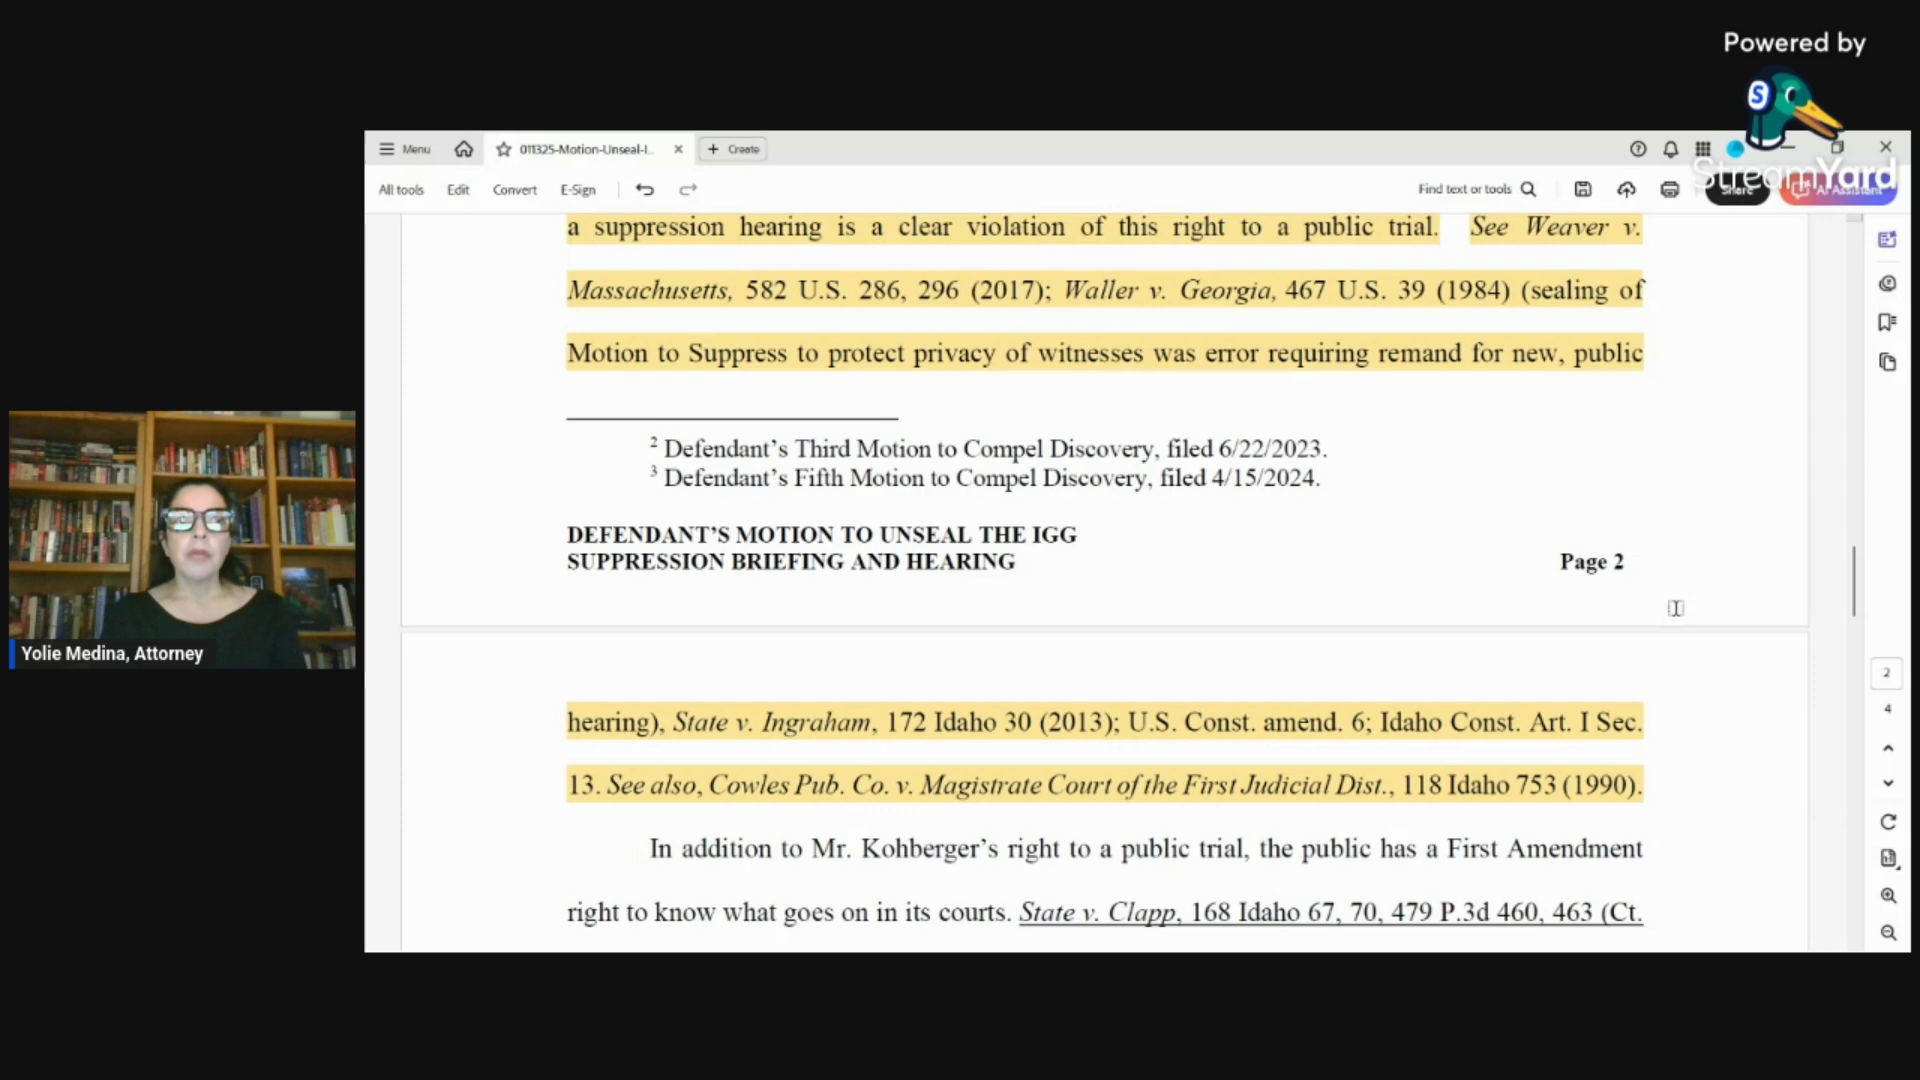 Powered by
StreamYard
Menu
011325-Motion-Unseal-I...
Create
All tools
Edit
Convert
E-Sign
Find text or tools
Share
AI Assistant
a suppression hearing is a clear violation of this right to a public trial. See Weaver v.
Massachusetts, 582 U.S. 286, 296 (2017); Waller v. Georgia, 467 U.S. 39 (1984) (sealing of
Motion to Suppress to protect privacy of witnesses was error requiring remand for new, public
2 Defendant’s Third Motion to Compel Discovery, filed 6/22/2023.
3 Defendant’s Fifth Motion to Compel Discovery, filed 4/15/2024.
DEFENDANT’S MOTION TO UNSEAL THE IGG
SUPPRESSION BRIEFING AND HEARING Page 2
Yolie Medina, Attorney
2
4
hearing), State v. Ingraham, 172 Idaho 30 (2013); U.S. Const. amend. 6; Idaho Const. Art. I Sec.
13. See also, Cowles Pub. Co. v. Magistrate Court of the First Judicial Dist., 118 Idaho 753 (1990).
In addition to Mr. Kohberger’s right to a public trial, the public has a First Amendment
right to know what goes on in its courts. State v. Clapp, 168 Idaho 67, 70, 479 P.3d 460, 463 (Ct.